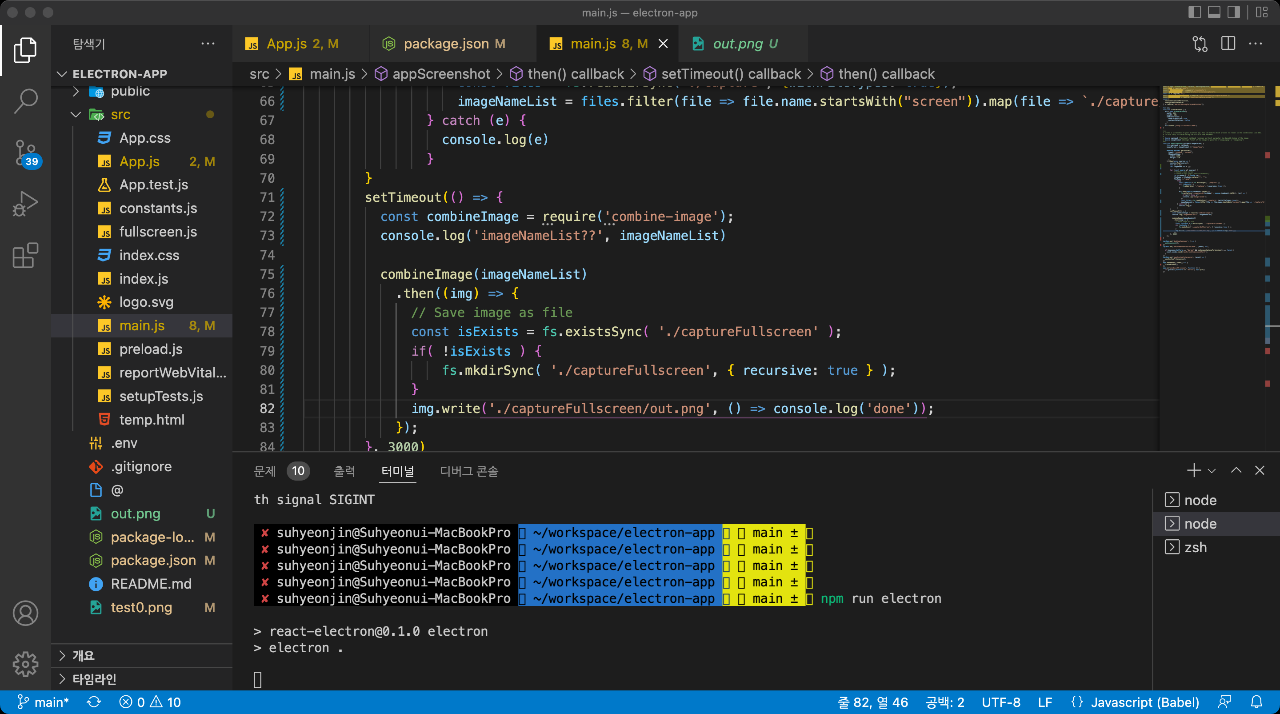 main.js — electron-app
탐색기
App.js 2, M
package.json M
main.js 8, M
out.png U
ELECTRON-APP
src > main.js > appScreenshot > then() callback > setTimeout() callback > then() callback
public
src
App.css
App.js 2, M
App.test.js
constants.js
fullscreen.js
index.css
index.js
logo.svg
main.js 8, M
preload.js
reportWebVital...
setupTests.js
temp.html
.env
.gitignore
@
out.png U
package-lo... M
package.json M
README.md
test0.png M
개요
타임라인
39
66 imageNameList = files.filter(file => file.name.startsWith("screen")).map(file => `./capture
67 } catch (e) {
68 console.log(e)
69 }
70 }
71 setTimeout(() => {
72 const combineImage = require('combine-image');
73 console.log('imageNameList??', imageNameList)
74
75 combineImage(imageNameList)
76 .then((img) => {
77 // Save image as file
78 const isExists = fs.existsSync( './captureFullscreen' );
79 if( !isExists ) {
80 fs.mkdirSync( './captureFullscreen', { recursive: true } );
81 }
82 img.write('./captureFullscreen/out.png', () => console.log('done'));
83 });
84 }, 3000)
문제 10 출력 터미널 디버그 콘솔
th signal SIGINT
✘ suhyeonjin@Suhyeonui-MacBookPro ~/workspace/electron-app main ±
✘ suhyeonjin@Suhyeonui-MacBookPro ~/workspace/electron-app main ±
✘ suhyeonjin@Suhyeonui-MacBookPro ~/workspace/electron-app main ±
✘ suhyeonjin@Suhyeonui-MacBookPro ~/workspace/electron-app main ±
✘ suhyeonjin@Suhyeonui-MacBookPro ~/workspace/electron-app main ± npm run electron
> react-electron@0.1.0 electron
> electron .
node
node
zsh
main* 0 10 줄 82, 열 46 공백: 2 UTF-8 LF {} Javascript (Babel)